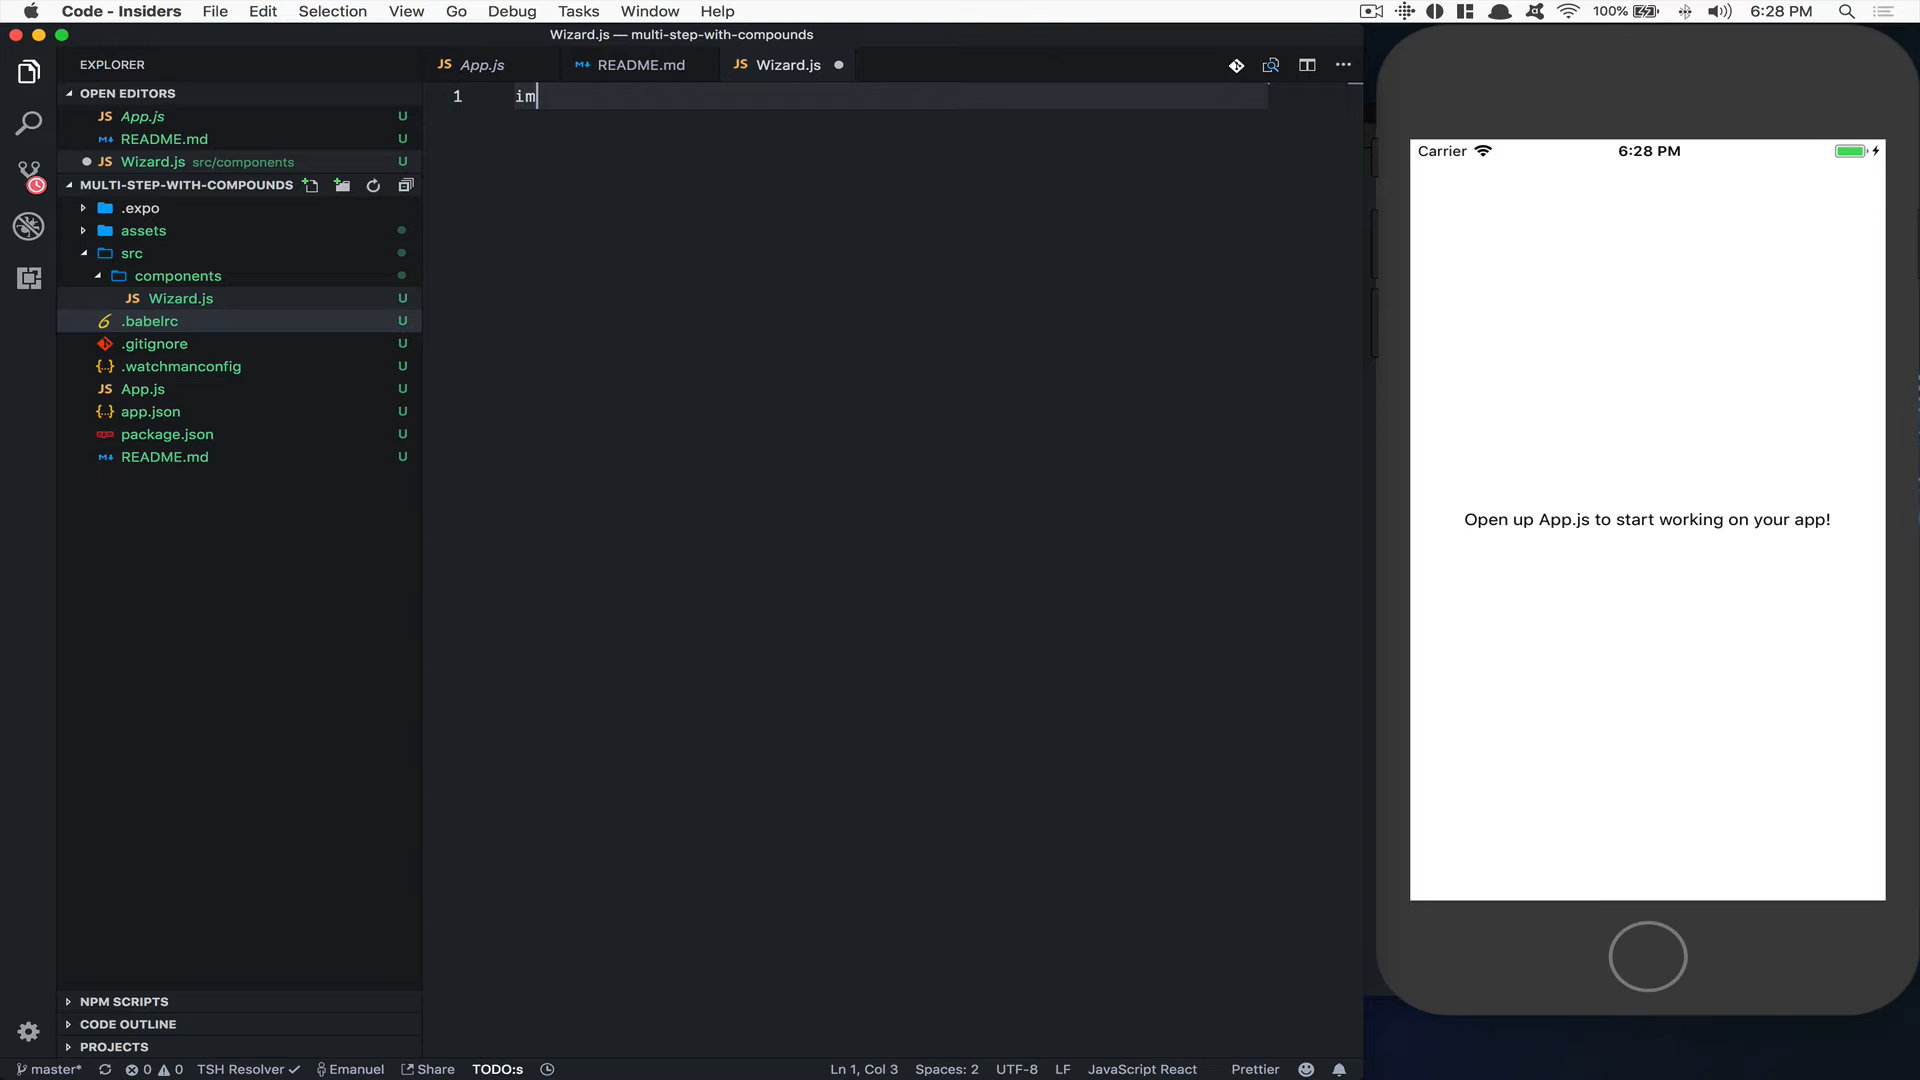 Code - Insiders File Edit Selection View Go Debug Tasks Window Help 100% 6:28 PM
Wizard.js — multi-step-with-compounds
EXPLORER
JS App.js
M↓ README.md
JS Wizard.js
OPEN EDITORS
JS App.js U
M↓ README.md U
JS Wizard.js src/components U
MULTI-STEP-WITH-COMPOUNDS
.expo
assets
src
components
JS Wizard.js U
.babelrc U
.gitignore U
{..} .watchmanconfig U
JS App.js U
{..} app.json U
package.json U
M↓ README.md U
NPM SCRIPTS
CODE OUTLINE
PROJECTS
1 im
Carrier 6:28 PM
Open up App.js to start working on your app!
master* 0 0 TSH Resolver ✓ Emanuel Share TODO:s Ln 1, Col 3 Spaces: 2 UTF-8 LF JavaScript React Prettier